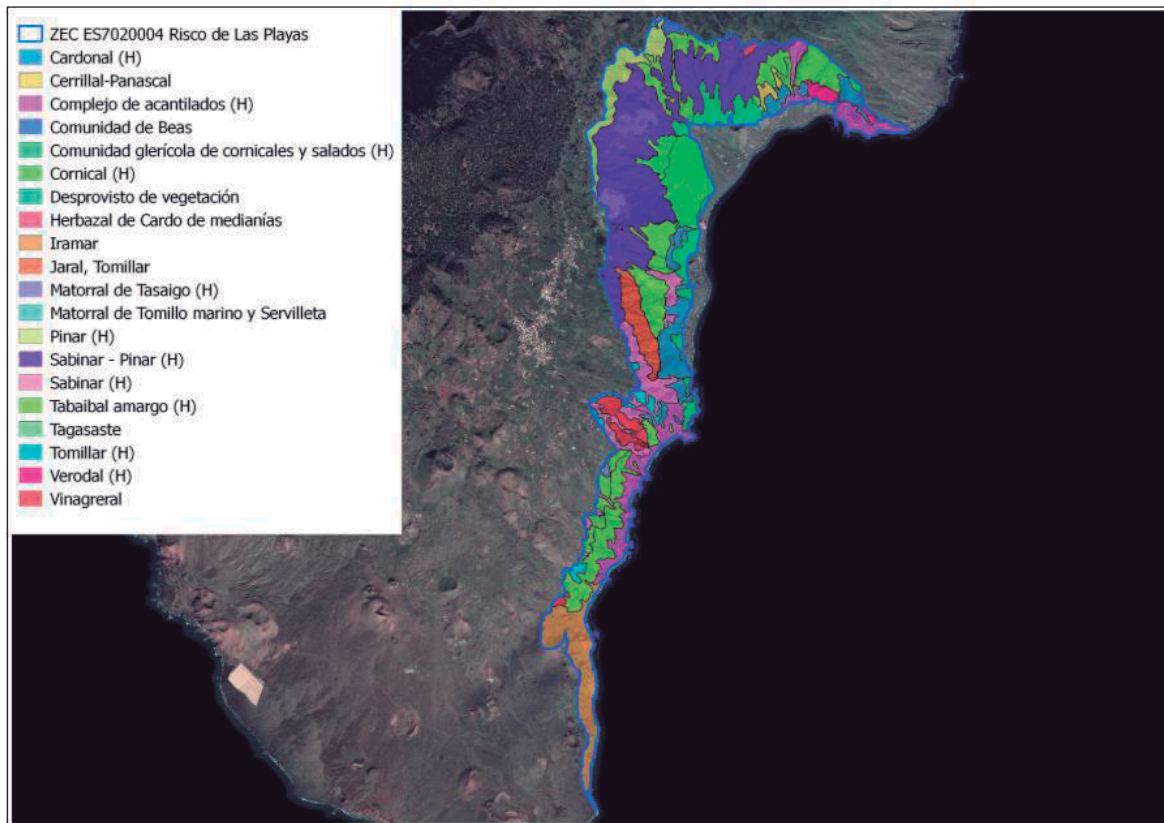 ZEC ES7020004 Risco de Las Playas
Cardonal (H)
Cerrillal-Panascal
Complejo de acantilados (H)
Comunidad de Beas
Comunidad glerícola de cornicales y salados (H)
Cornical (H)
Desprovisto de vegetación
Herbazal de Cardo de medianías
Iramar
Jaral, Tomillar
Matorral de Tasaigo (H)
Matorral de Tomillo marino y Servilleta
Pinar (H)
Sabinar - Pinar (H)
Sabinar (H)
Tabaibal amargo (H)
Tagasaste
Tomillar (H)
Verodal (H)
Vinagreral